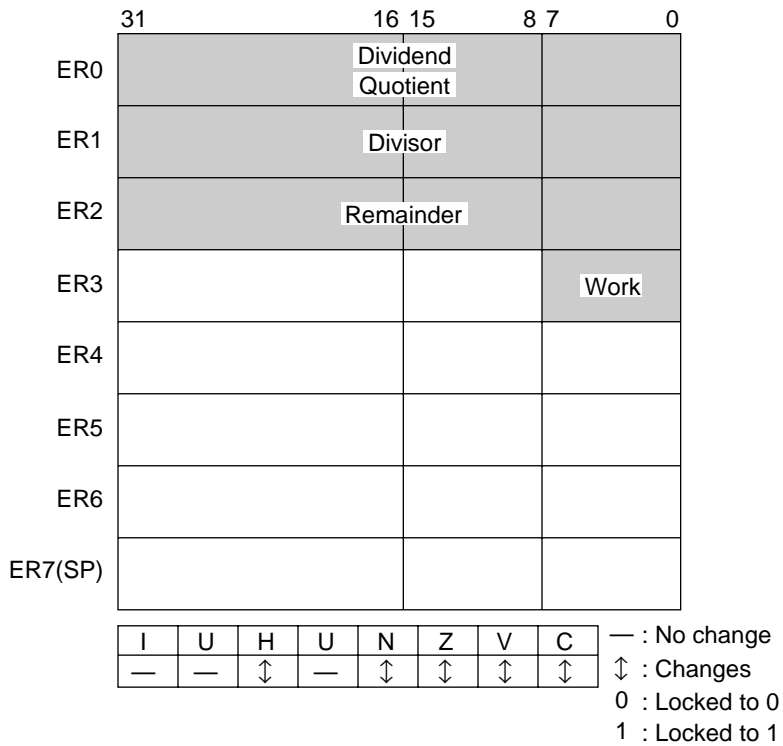 31 16 15 8 7 0
ER0 Dividend
Quotient
ER1 Divisor
ER2 Remainder
ER3 Work
ER4
ER5
ER6
ER7(SP)
I U H U N Z V C — : No change
— — ↕ — ↕ ↕ ↕ ↕ ↕ : Changes
0 : Locked to 0
1 : Locked to 1